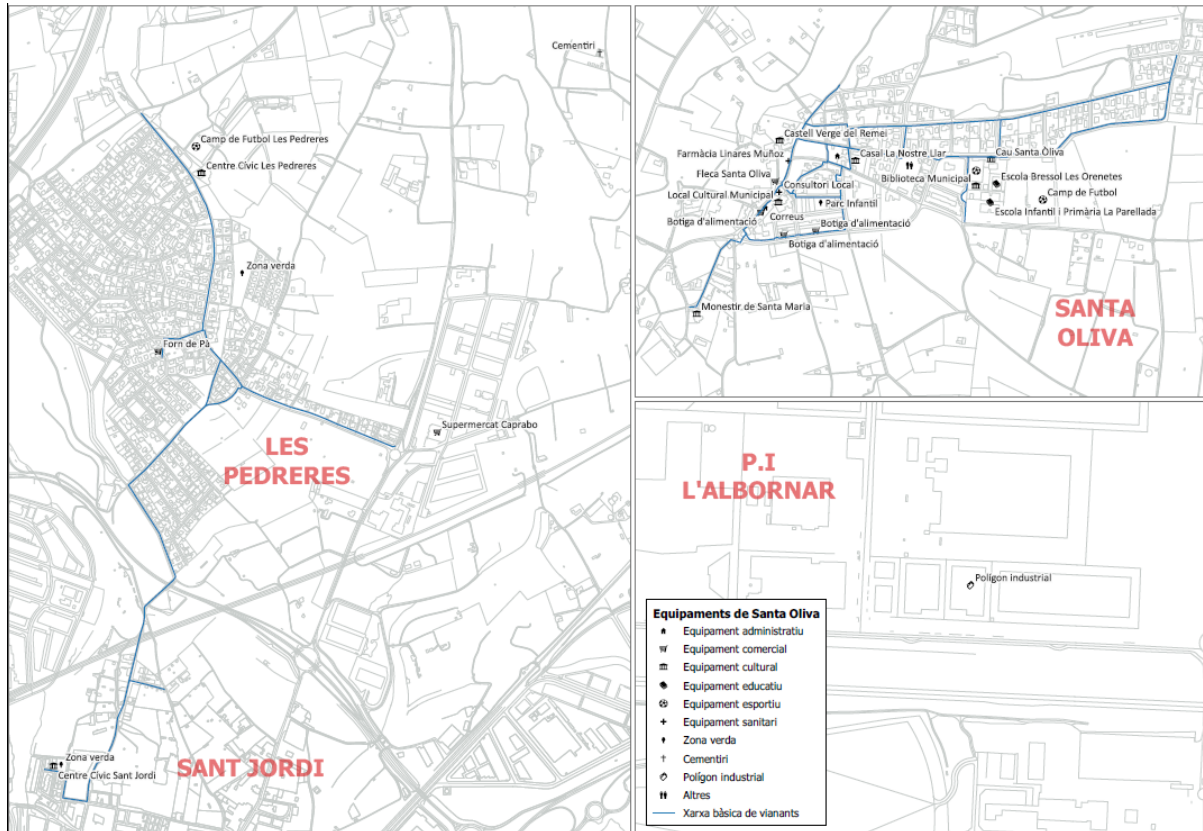 Cementiri
Camp de Futbol Les Pedreres
Centre Cívic Les Pedreres
Zona verda
Forn de Pà
Supermercat Caprabo
LES
PEDRERES
SANT JORDI
Zona verda
Centre Cívic Sant Jordi
Castell Verge del Remei
Farmàcia Linares Muñoz
Casal La Nostre Llar
Cau Santa Oliva
Fleca Santa Oliva
Biblioteca Municipal
Escola Bressol Les Orenetes
Consultori Local
Local Cultural Municipal
Camp de Futbol
Parc Infantil
Escola Infantil i Primària La Parellada
Correus
Botiga d'alimentació
Botiga d'alimentació
Botiga d'alimentació
Monestir de Santa Maria
SANTA
OLIVA
P.I
L'ALBORNAR
Polígon industrial
Equipaments de Santa Oliva
Equipament administratiu
Equipament comercial
Equipament cultural
Equipament educatiu
Equipament esportiu
Equipament sanitari
Zona verda
Cementiri
Polígon industrial
Altres
Xarxa bàsica de vianants